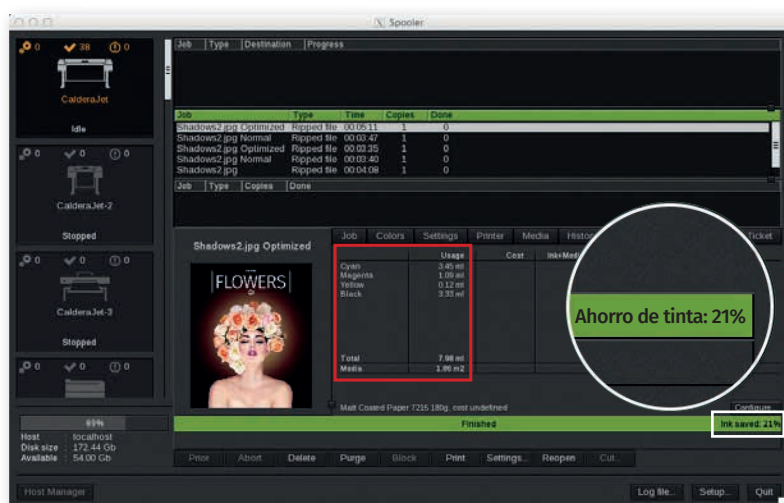 Spooler
0 38 0
CalderaJet
Idle
0 0 0
CalderaJet-2
Stopped
0 0 0
CalderaJet-3
Stopped
0 0 0
69%
Host : localhost
Disk size : 172.44 Gb
Available : 54.00 Gb
Job Type Destination Progress
Job Type Time Copies Done
Shadows2.jpg Optimized Ripped file 00:05:11 1 0
Shadows2.jpg Normal Ripped file 00:03:47 1 0
Shadows2.jpg Optimized Ripped file 00:03:35 1 0
Shadows2.jpg Normal Ripped file 00:03:40 1 0
Shadows2.jpg Ripped file 00:04:08 1 0
Job Type Copies Done
Shadows2.jpg Optimized
FLOWERS
Job Colors Settings Printer Media Ticket
Usage Cost
Cyan 3.45 ml
Magenta 1.09 ml
Yellow 0.12 ml
Black 3.33 ml
Total 7.98 ml
Media 1.86 m2
Ahorro de tinta: 21%
Matt Coated Paper 7215 180g, cost undefined
Configure...
Finished
Ink saved: 21%
Prior Abort Delete Purge Block Print Settings... Reopen Cut...
Host Manager
Log file... Setup... Quit